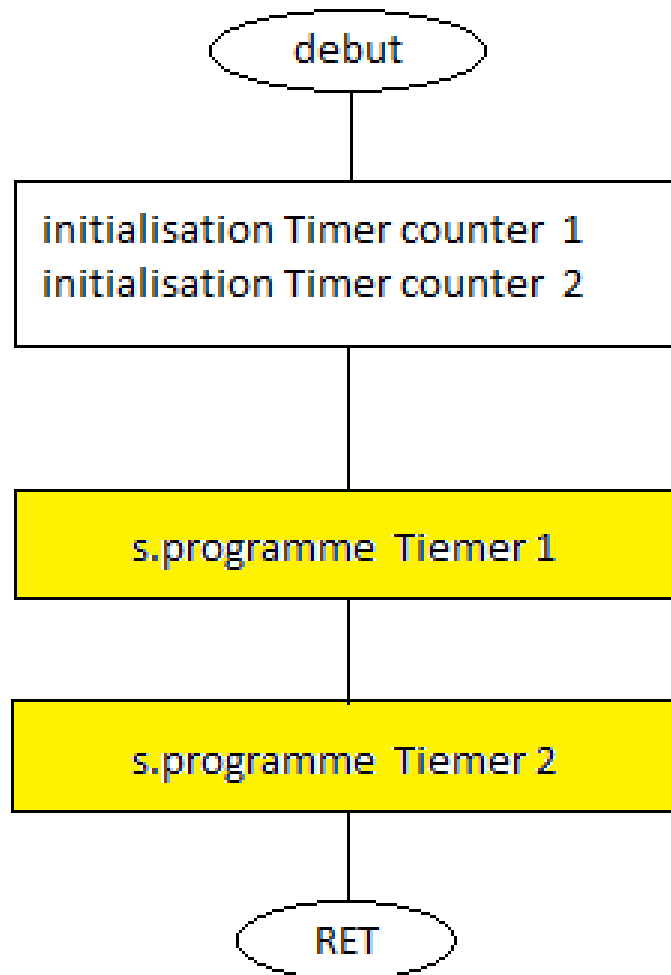 debut
initialisation Timer counter 1
initialisation Timer counter 2
s.programme Tiemer 1
s.programme Tiemer 2
RET